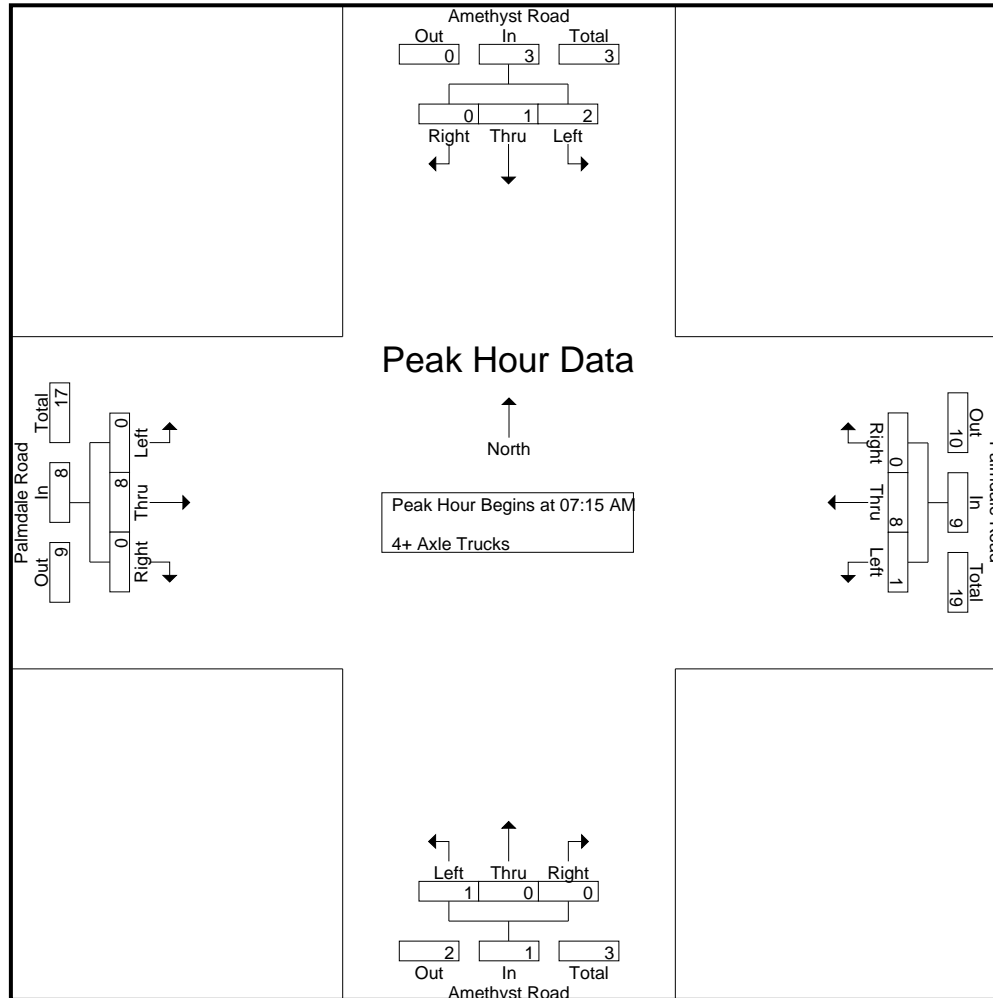 Amethyst Road
Out In Total
0 3 3
0 1 2
Right Thru Left
Peak Hour Data
North
Peak Hour Begins at 07:15 AM
4+ Axle Trucks
Palmdale Road
Total In Out
17 8 9
0 8 0
Left Thru Right
Right Thru Left
0 8 1
10 9 19
Out In Total
Left Thru Right
1 0 0
2 1 3
Out In Total
Amethyst Road